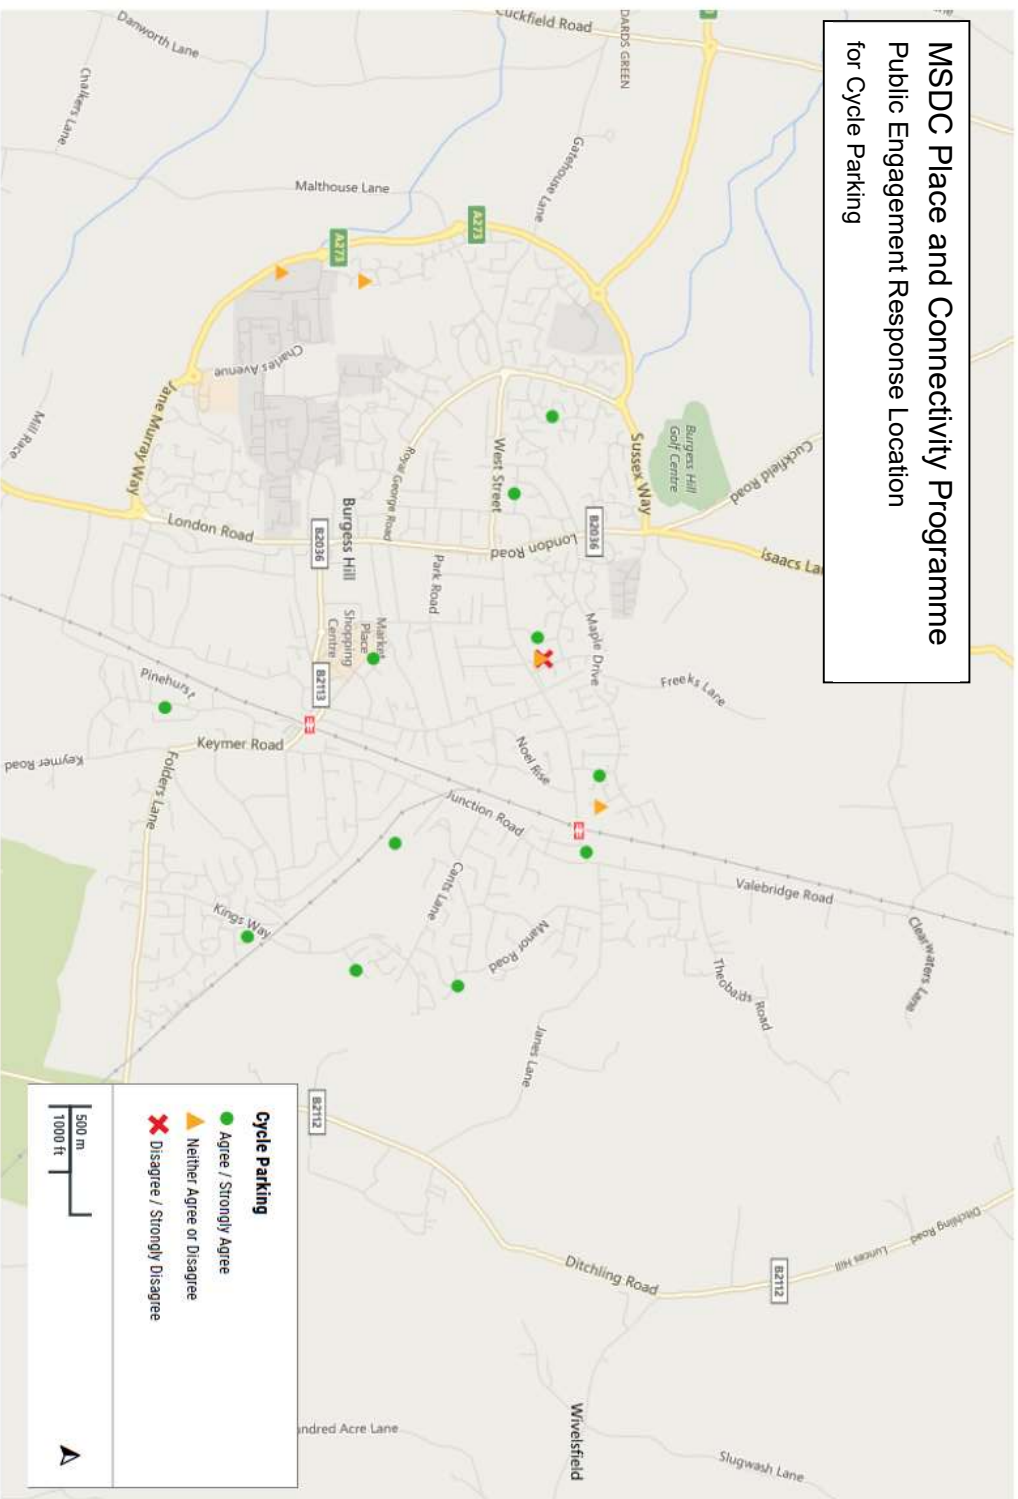 MSDC Place and Connectivity Programme
Public Engagement Response Location
for Cycle Parking
Cuckfield Road
DARDS GREEN
Danworth Lane
Chalkers Lane
Gatehouse Lane
Malthouse Lane
A273
A273
Charles Avenue
Jane Murray Way
Mill Race
Burgess Hill
Golf Centre
Cuckfield Road
Sussex Way
West Street
Royal George Road
B2036
London Road
Isaacs La
London Road
B2036
Burgess Hill
Park Road
Market
Place
Shopping
Centre
B2113
Maple Drive
Freeks Lane
Noel Rise
Pinehurst
Keymer Road
Keymer Road
Folders Lane
Junction Road
Cants Lane
Kings Way
Manor Road
Valebridge Road
Clearwaters Lane
Theobalds Road
Janes Lane
B2112
Ditchling Road
B2112
Lunces Hill
Ditchling Road
Wivelsfield
Slugwash Lane
undred Acre Lane
Cycle Parking
Agree / Strongly Agree
Neither Agree or Disagree
Disagree / Strongly Disagree
500 m
1000 ft